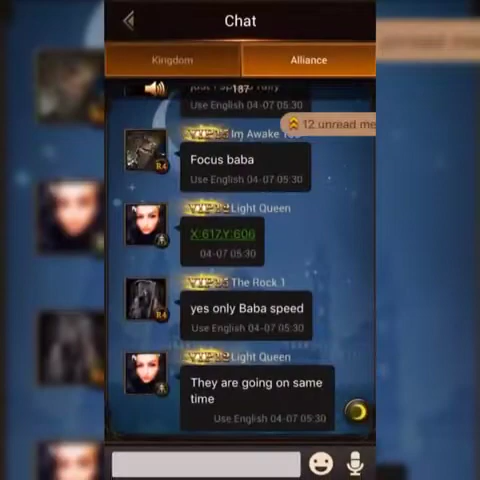 Chat
Kingdom
Alliance
187
Use English 04-07 05:30
12 unread me
Im Awake
R4
Focus baba
Use English 04-07 05:30
Light Queen
X:617,Y:606
04-07 05:30
The Rock 1
R4
yes only Baba speed
Use English 04-07 05:30
Light Queen
They are going on same
time
Use English 04-07 05:30